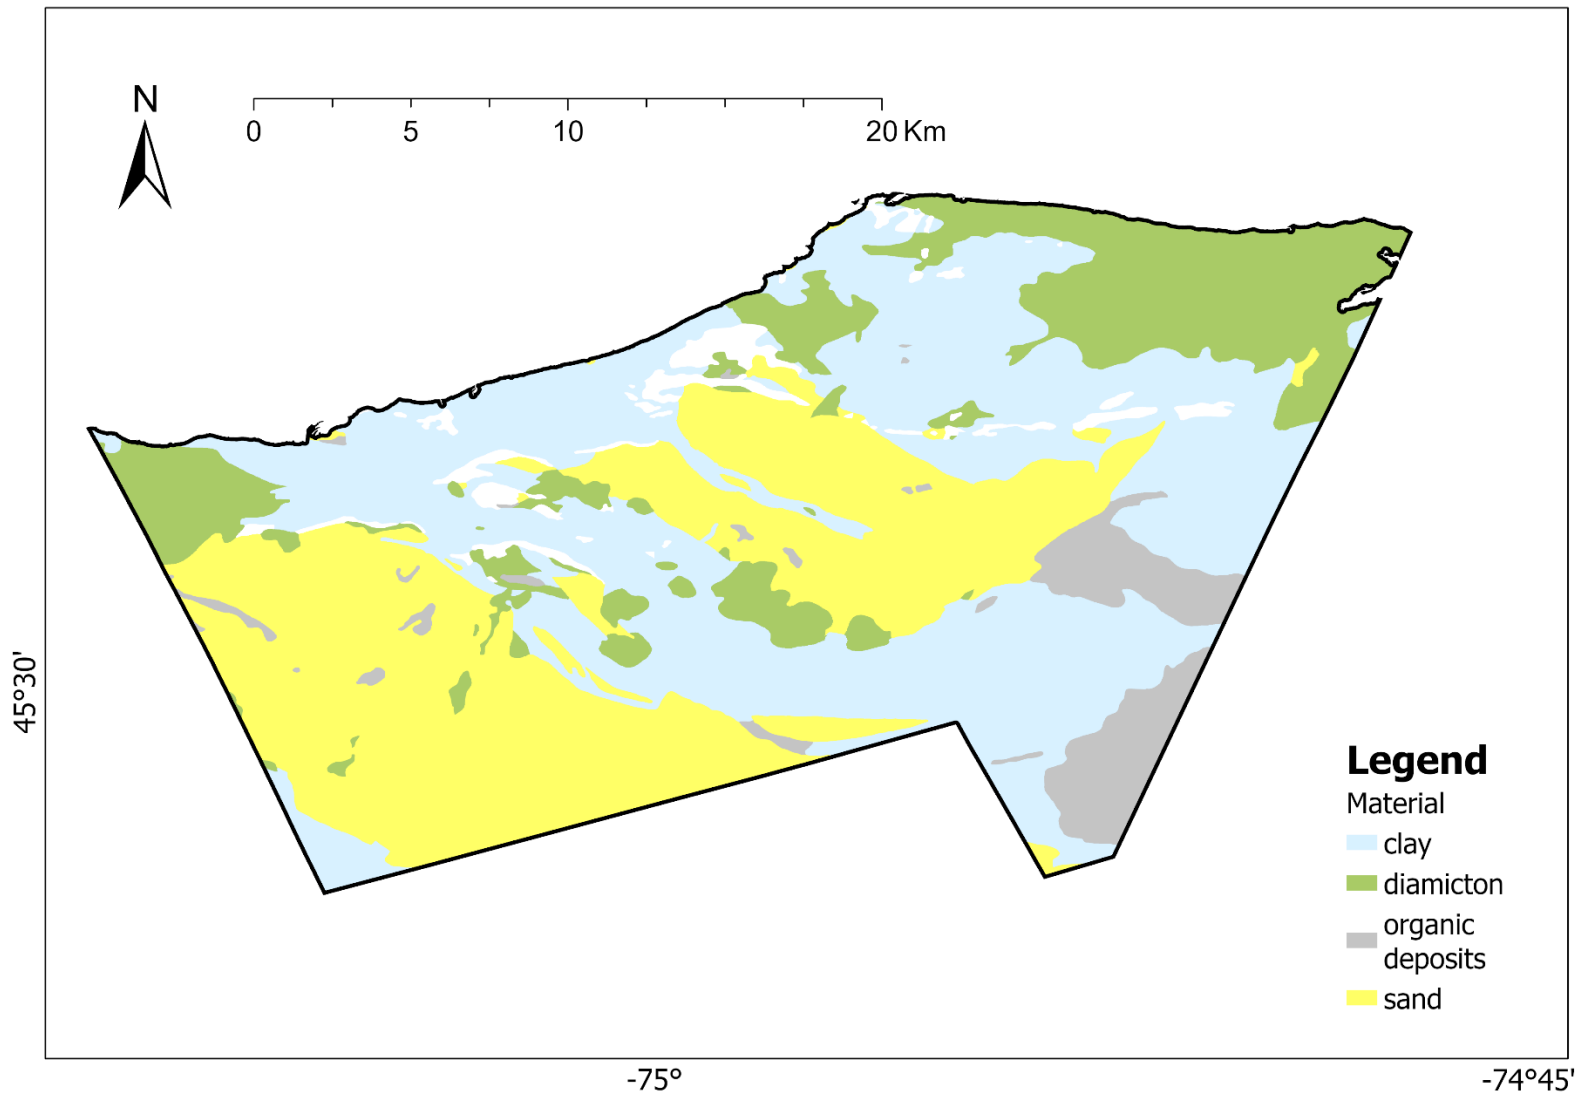 N
0 5 10 20 Km
45°30'
Legend
Material
clay
diamicton
organic
deposits
sand
-75° -74°45'